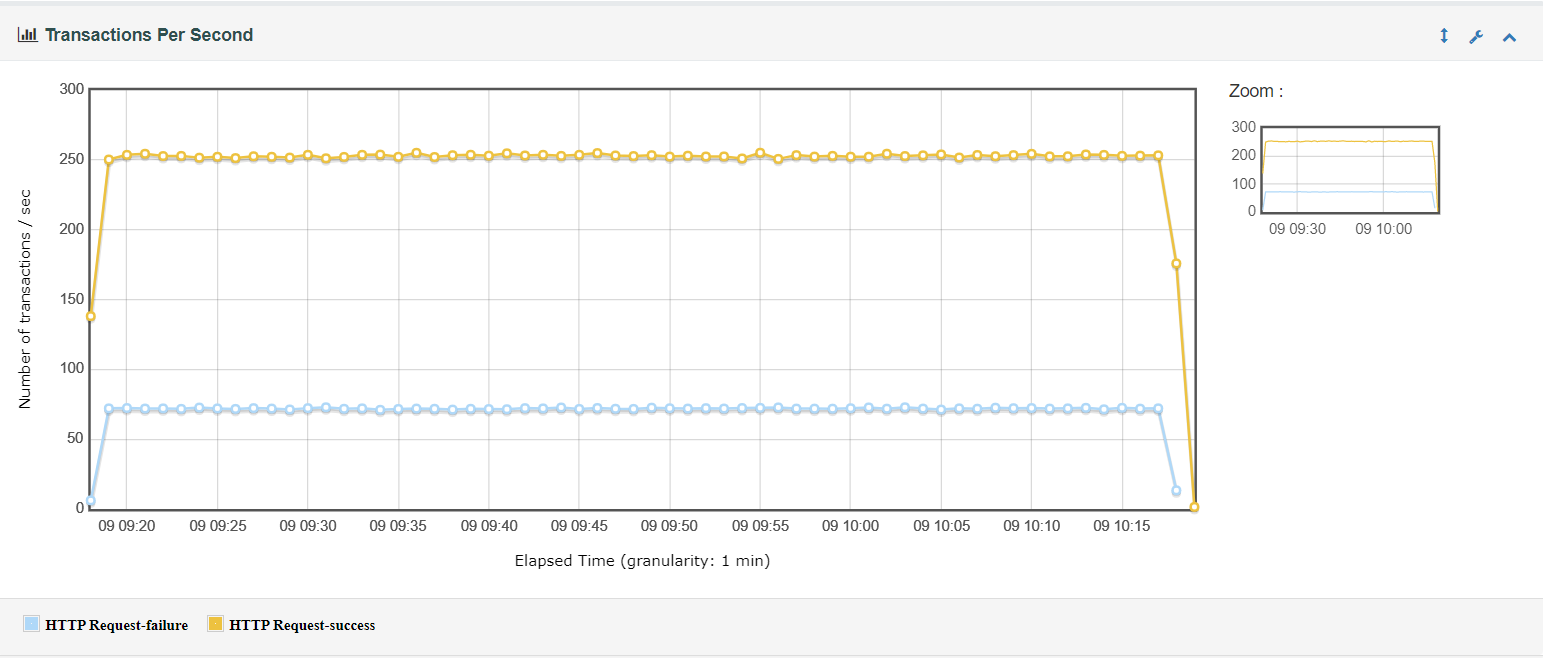 Transactions Per Second
Zoom :
300
250
200
150
100
50
0
Number of transactions / sec
09 09:20 09 09:25 09 09:30 09 09:35 09 09:40 09 09:45 09 09:50 09 09:55 09 10:00 09 10:05 09 10:10 09 10:15
Elapsed Time (granularity: 1 min)
300
200
100
0
09 09:30 09 10:00
HTTP Request-failure HTTP Request-success